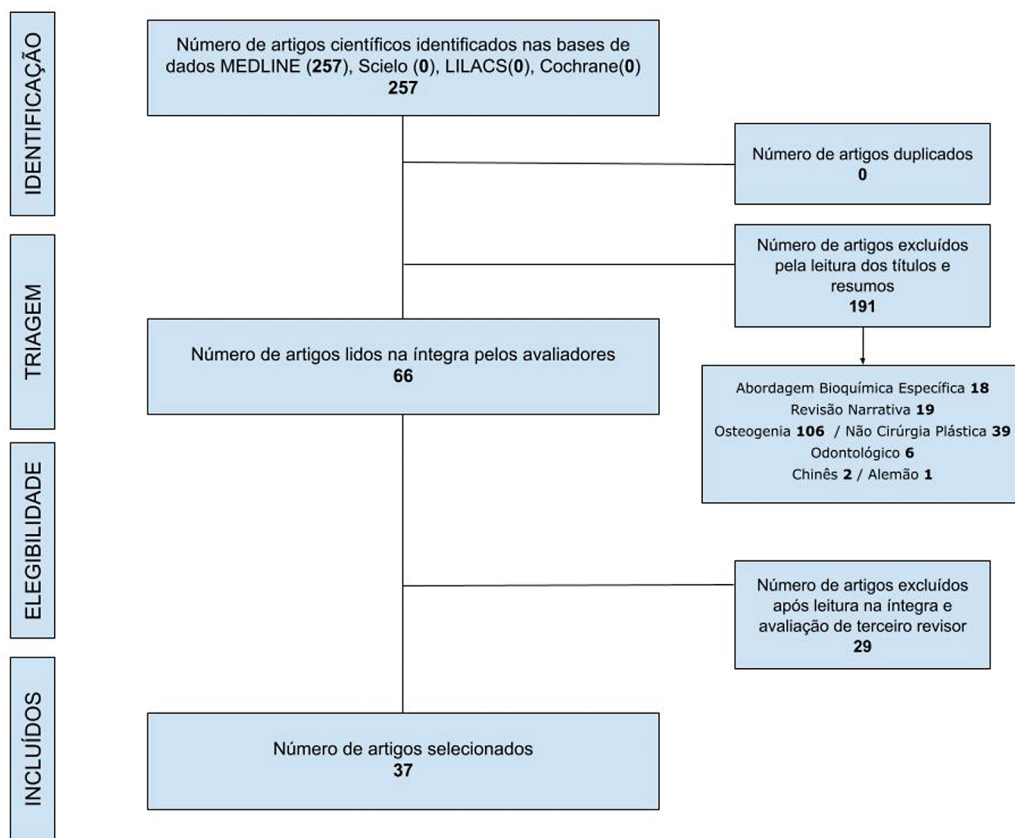 IDENTIFICAÇÃO
Número de artigos científicos identificados nas bases de
dados MEDLINE (257), Scielo (0), LILACS(0), Cochrane(0)
257
Número de artigos duplicados
0
TRIAGEM
Número de artigos excluídos
pela leitura dos títulos e
resumos
191
Número de artigos lidos na íntegra pelos avaliadores
66
Abordagem Bioquímica Específica 18
Revisão Narrativa 19
Osteogenia 106 / Não Cirúrgia Plástica 39
Odontológico 6
Chinês 2 / Alemão 1
ELEGIBILIDADE
Número de artigos excluídos
após leitura na íntegra e
avaliação de terceiro revisor
29
INCLUÍDOS
Número de artigos selecionados
37